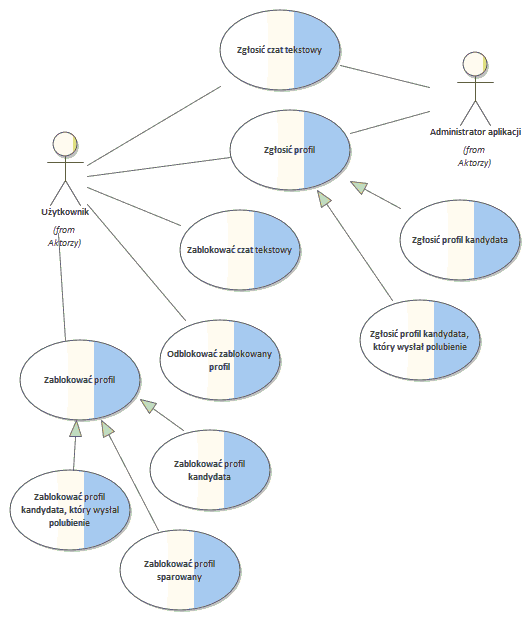 Zgłosić czat tekstowy
Administrator aplikacji
(from
Aktorzy)
Zgłosić profil
Użytkownik
(from
Aktorzy)
Zgłosić profil kandydata
Zablokować czat tekstowy
Zgłosić profil kandydata,
który wysłał polubienie
Odblokować zablokowany
profil
Zablokować profil
Zablokować profil
kandydata
Zablokować profil
kandydata, który wysłał
polubienie
Zablokować profil
sparowany